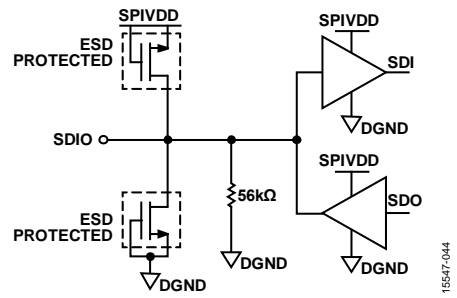 SPIVDD
ESD
PROTECTED
SPIVDD
SDI
DGND
SDIO
SPIVDD
56kΩ
SDO
ESD
PROTECTED
DGND
DGND
DGND
15547-044